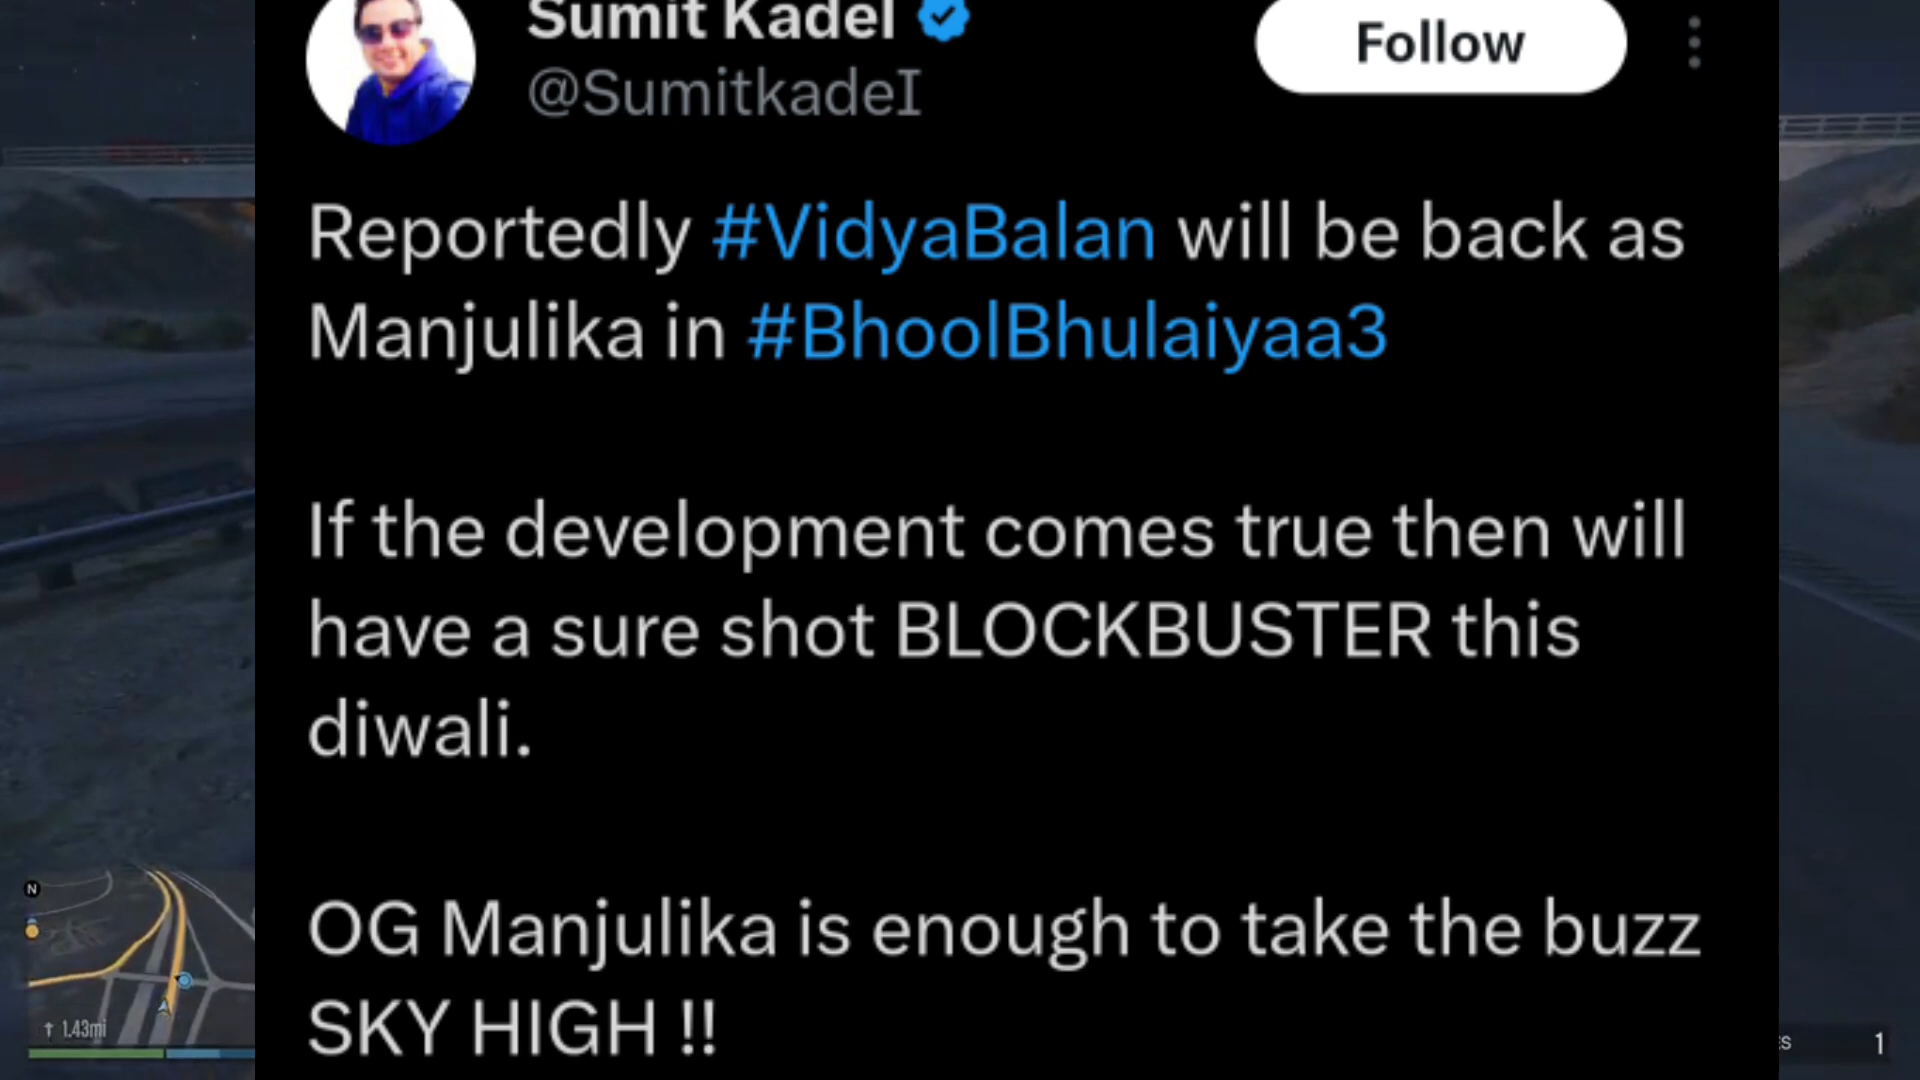 Sumit Kadel
@SumitkadeI
Follow
Reportedly #VidyaBalan will be back as
Manjulika in #BhoolBhulaiyaa3
If the development comes true then will
have a sure shot BLOCKBUSTER this
diwali.
OG Manjulika is enough to take the buzz
SKY HIGH !!
N
↑ 1.43mi
1